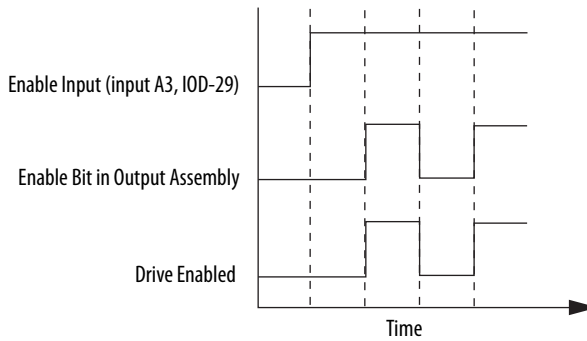 Enable Input (input A3, IOD-29)
Enable Bit in Output Assembly
Drive Enabled
Time